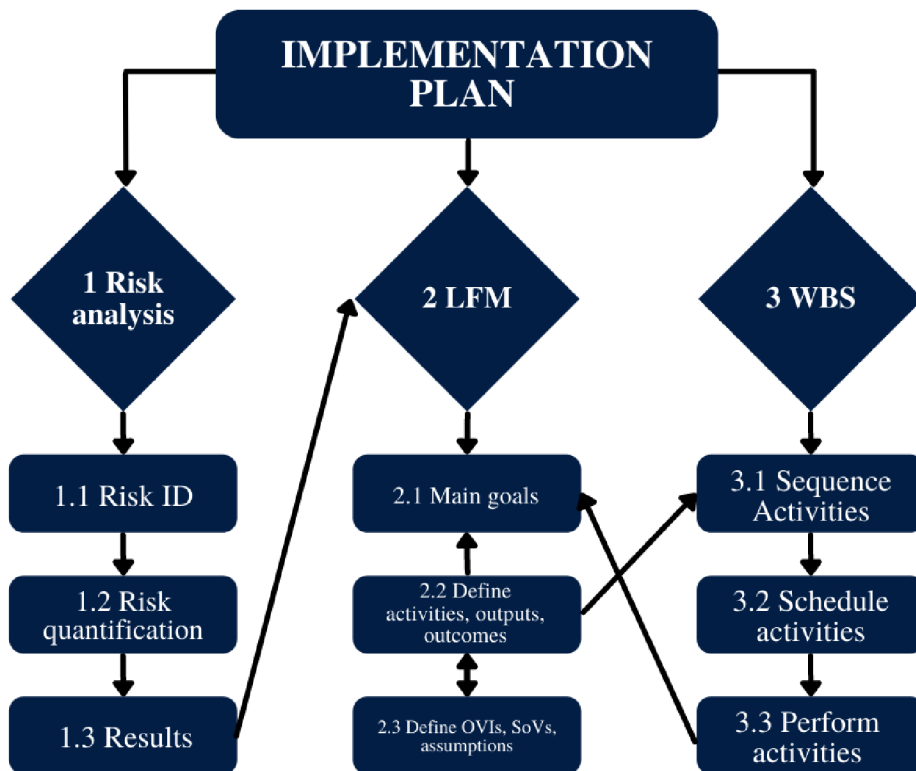 IMPLEMENTATION
PLAN
1 Risk
analysis
2 LFM
3 WBS
1.1 Risk ID
2.1 Main goals
3.1 Sequence
Activities
1.2 Risk
quantification
2.2 Define
activities, outputs,
outcomes
3.2 Schedule
activities
1.3 Results
2.3 Define OVIs, SoVs,
assumptions
3.3 Perform
activities